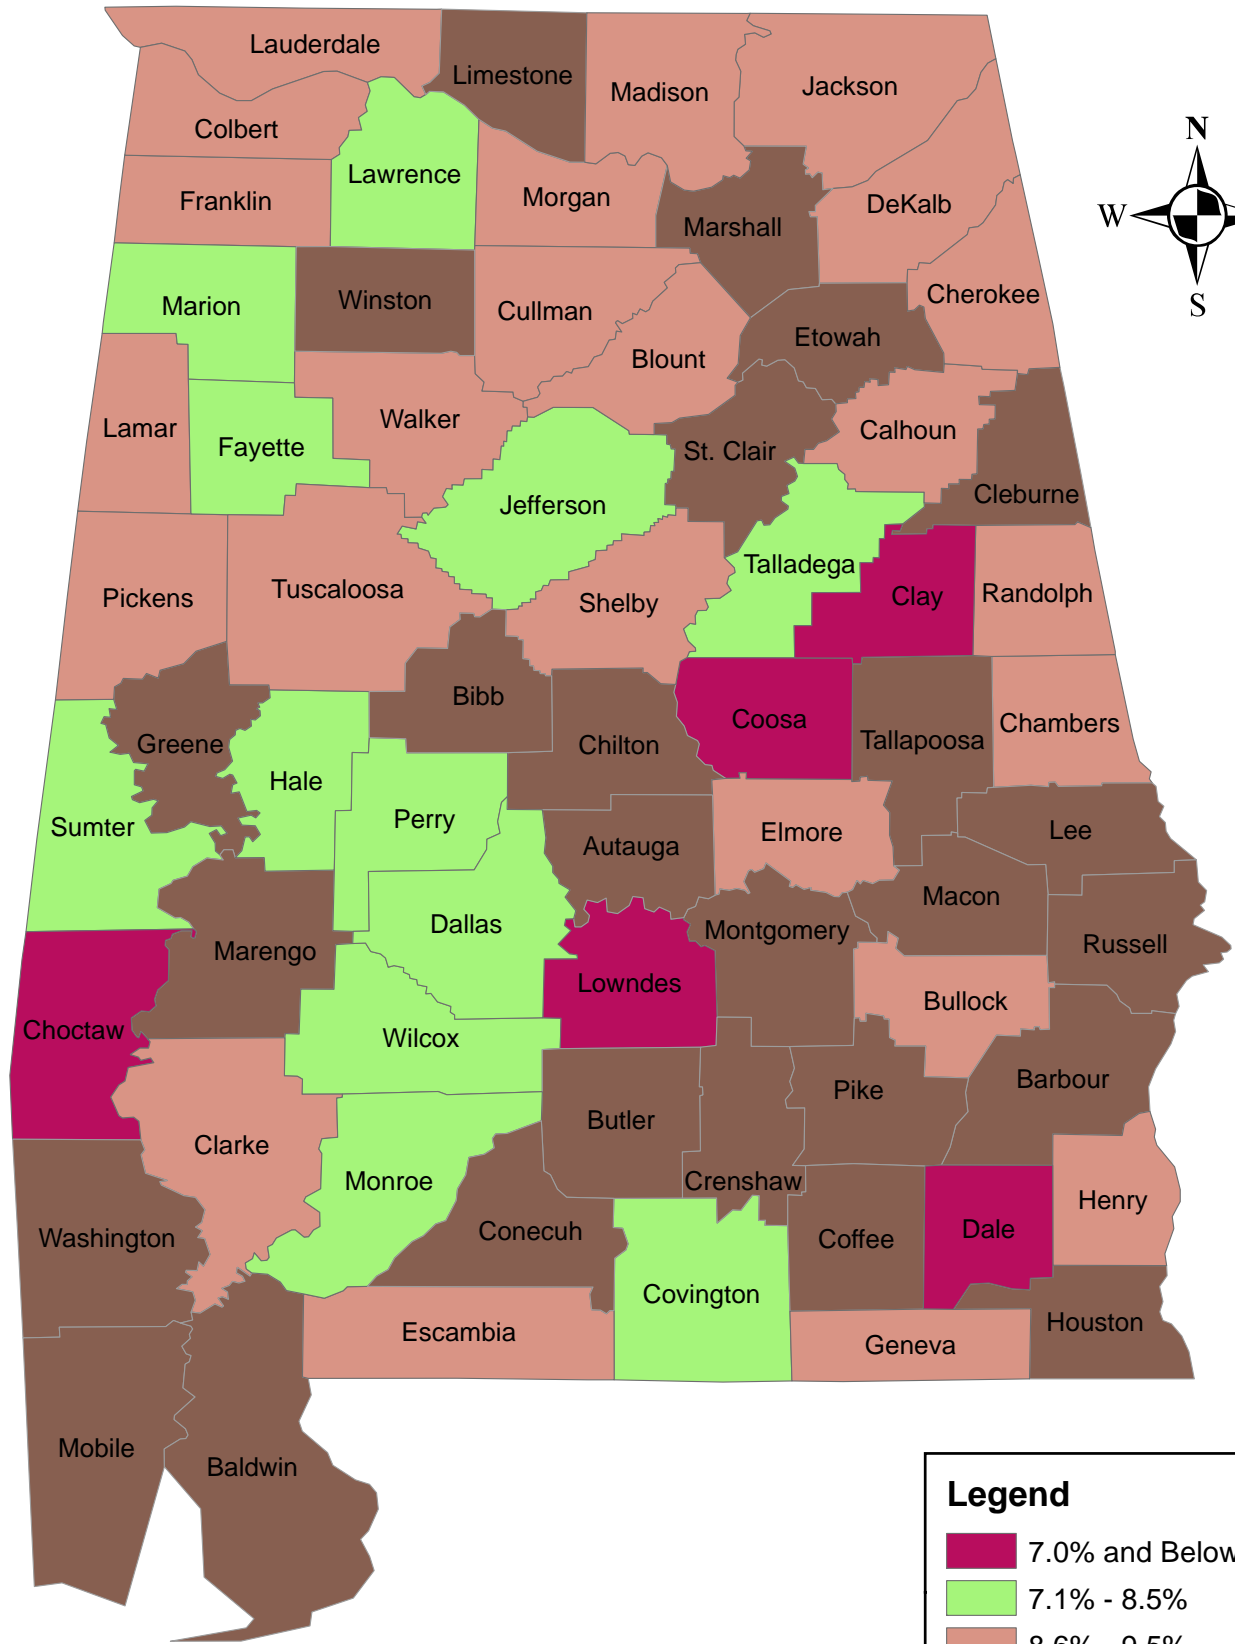 Lauderdale
Limestone
Madison
Jackson
Colbert
Lawrence
N
Franklin
Morgan
DeKalb
W
Marshall
S
Marion
Winston
Cullman
Cherokee
Etowah
Blount
Lamar
Walker
Calhoun
Fayette
St. Clair
Cleburne
Jefferson
Talladega
Pickens
Tuscaloosa
Shelby
Clay
Randolph
Bibb
Coosa
Chambers
Greene
Chilton
Tallapoosa
Hale
Sumter
Perry
Elmore
Lee
Autauga
Macon
Dallas
Montgomery
Russell
Marengo
Lowndes
Bullock
Choctaw
Wilcox
Barbour
Pike
Butler
Clarke
Monroe
Crenshaw
Henry
Washington
Conecuh
Coffee
Dale
Covington
Houston
Escambia
Geneva
Mobile
Baldwin
Legend
7.0% and Below
7.1% - 8.5%
8.6% - 9.5%